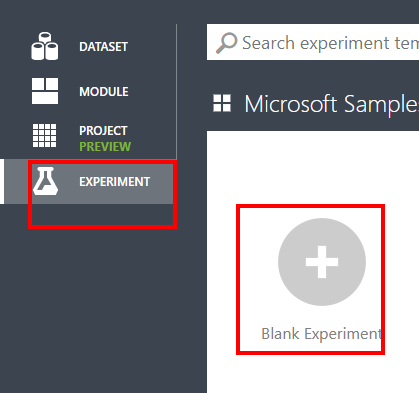 DATASET
MODULE
PROJECT
PREVIEW
EXPERIMENT
Search experiment tem
Microsoft Sample
Blank Experiment